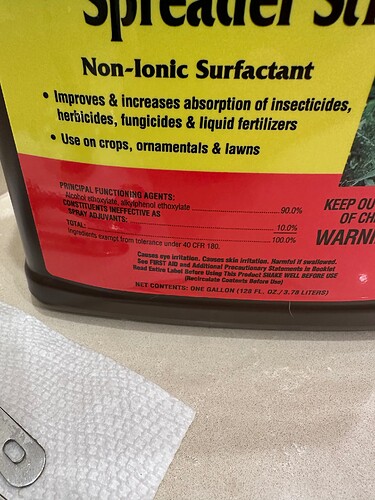 Spreader
Non-Ionic Surfactant
• Improves & increases absorption of insecticides,
herbicides, fungicides & liquid fertilizers
• Use on crops, ornamentals & lawns
PRINCIPAL FUNCTIONING AGENTS:
Alcohol ethoxylate, alkylphenol ethoxylate ........ 90.0%
CONSTITUENTS INEFFECTIVE AS
SPRAY ADJUVANTS: ........ 10.0%
TOTAL: ........ 100.0%
Ingredients exempt from tolerance under 40 CFR 180.
KEEP OU
OF CH
WARNI
Causes eye irritation. Causes skin irritation. Harmful if swallowed.
See FIRST AID and Additional Precautionary Statements in Booklet
Read Entire Label Before Using This Product SHAKE WELL BEFORE USE
(Recirculate Contents Before Use)
NET CONTENTS: ONE GALLON (128 FL. OZ./3.78 LITERS)